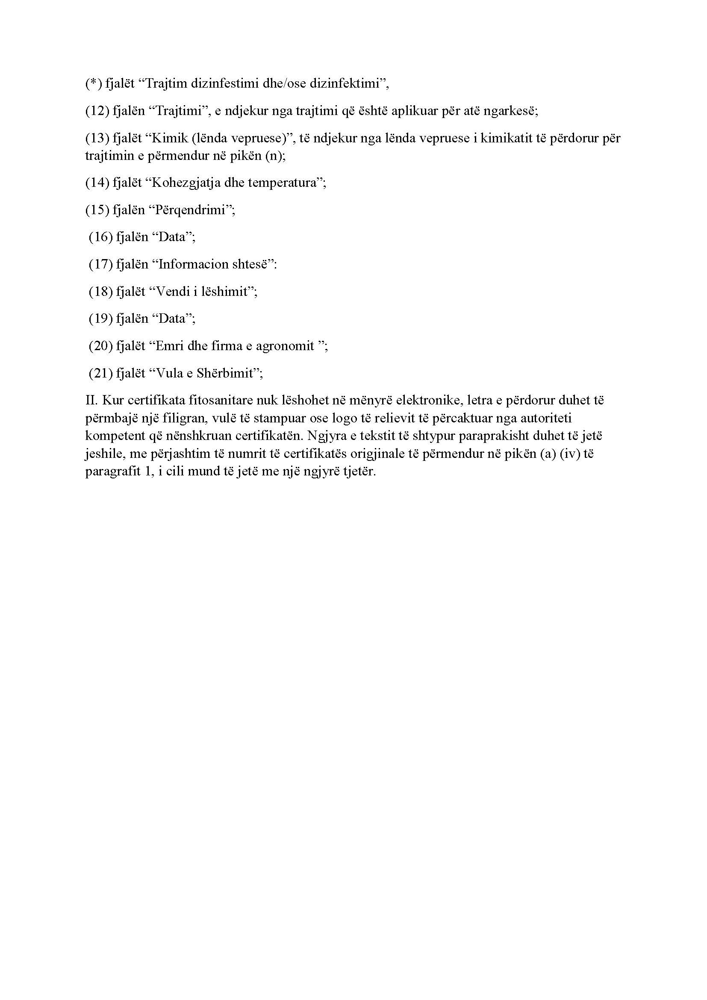 (*) fjalët “Trajtim dizinfestimi dhe/ose dizinfektimi”,
(12) fjalën “Trajtimi”, e ndjekur nga trajtimi që është aplikuar për atë ngarkesë;
(13) fjalët “Kimik (lënda vepruese)”, të ndjekur nga lënda vepruese i kimikatit të përdorur për
trajtimin e përmendur në pikën (n);
(14) fjalët “Kohezgjatja dhe temperatura”;
(15) fjalën “Përqendrimi”;
(16) fjalën “Data”;
(17) fjalën “Informacion shtesë”:
(18) fjalët “Vendi i lëshimit”;
(19) fjalën “Data”;
(20) fjalët “Emri dhe firma e agronomit ”;
(21) fjalët “Vula e Shërbimit”;
II. Kur certifikata fitosanitare nuk lëshohet në mënyrë elektronike, letra e përdorur duhet të
përmbajë një filigran, vulë të stampuar ose logo të relievit të përcaktuar nga autoriteti
kompetent që nënshkruan certifikatën. Ngjyra e tekstit të shtypur paraprakisht duhet të jetë
jeshile, me përjashtim të numrit të certifikatës origjinale të përmendur në pikën (a) (iv) të
paragrafit 1, i cili mund të jetë me një ngjyrë tjetër.